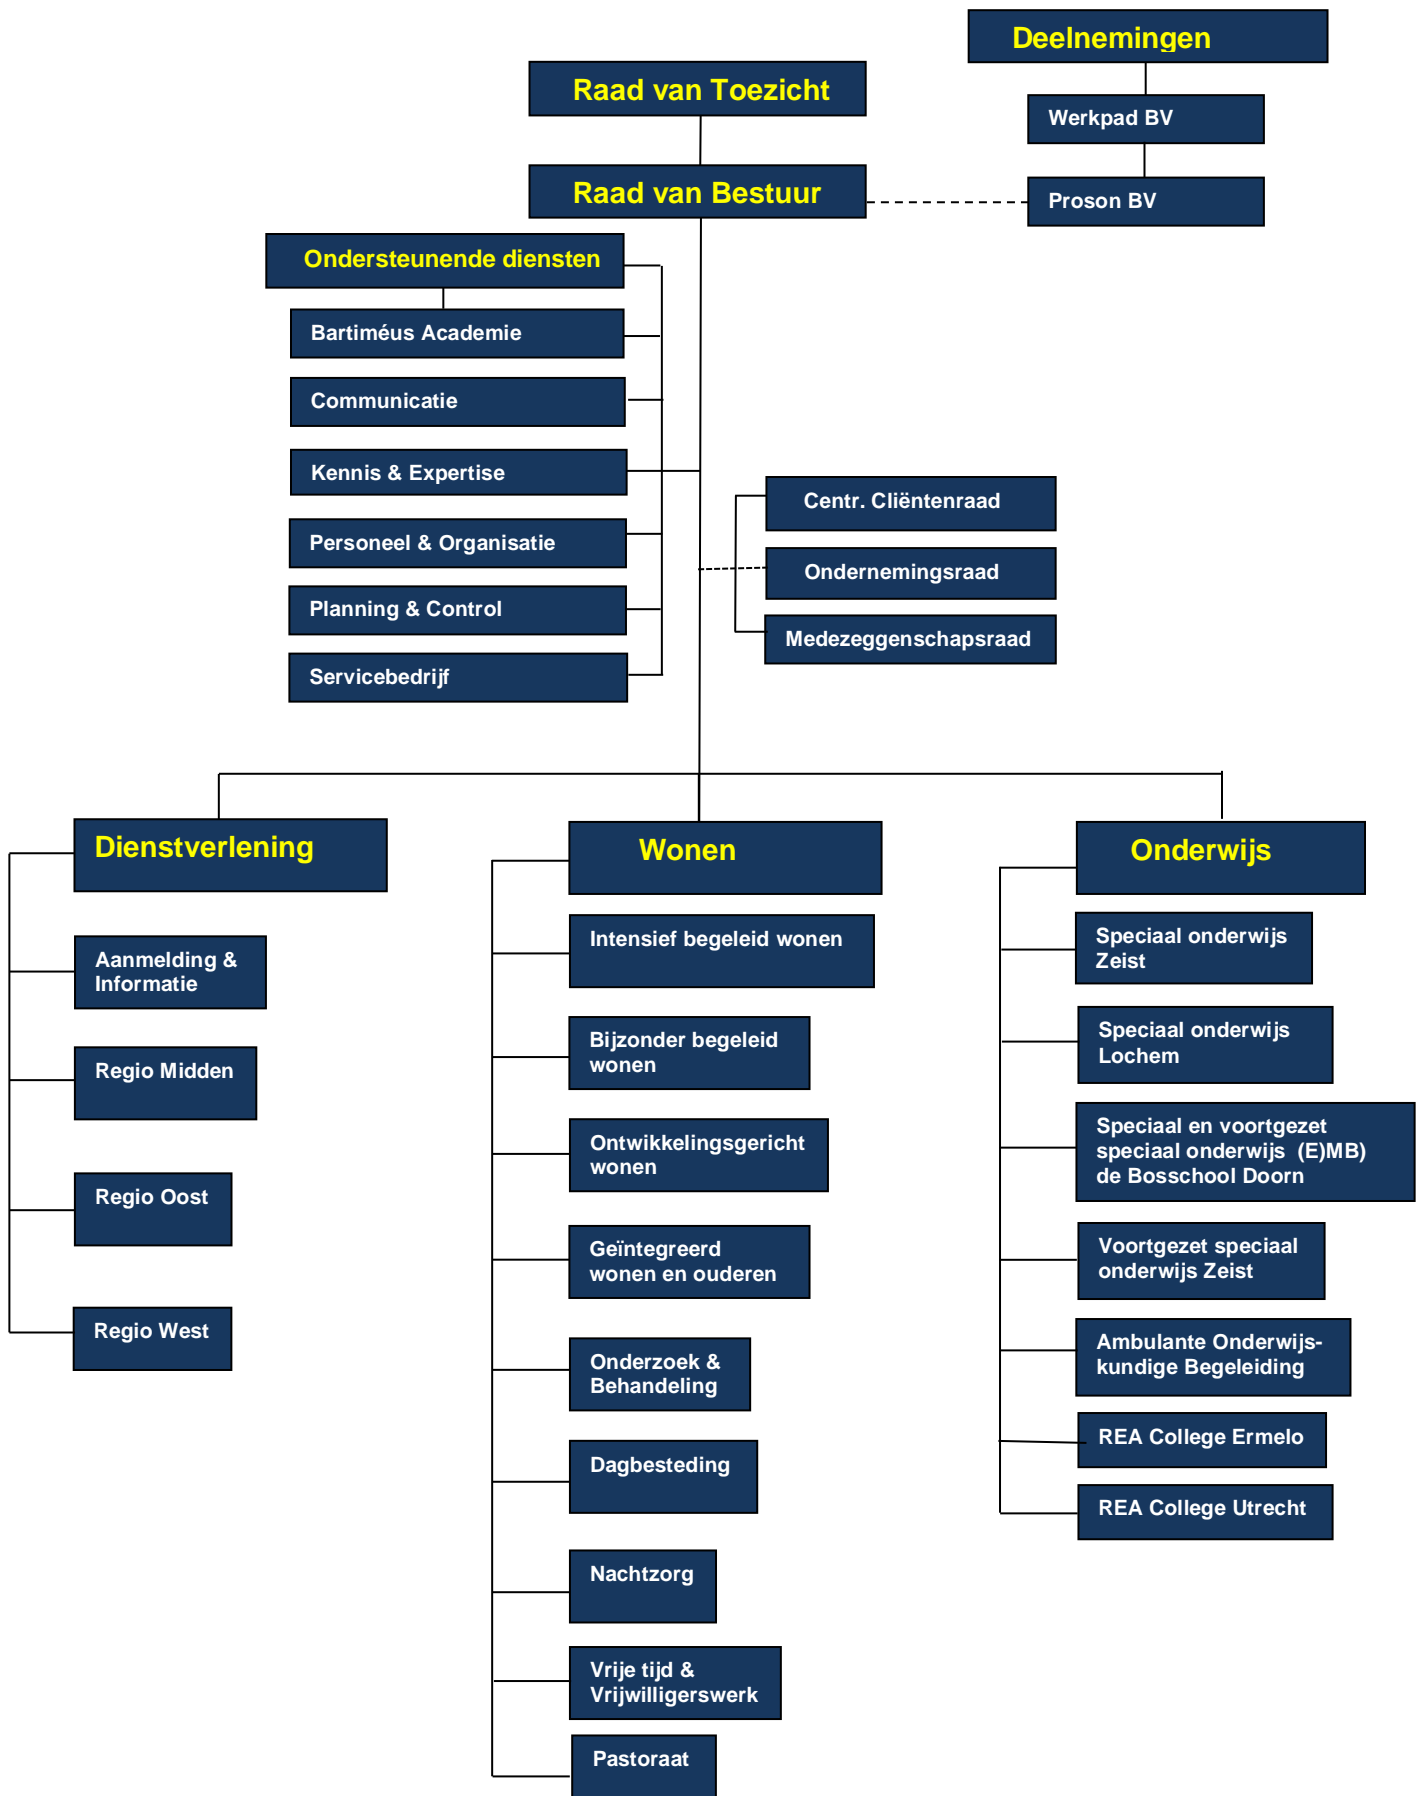 Deelnemingen
Raad van Toezicht
Werkpad BV
Raad van Bestuur
Proson BV
Ondersteunende diensten
Bartiméus Academie
Communicatie
Kennis & Expertise
Personeel & Organisatie
Planning & Control
Servicebedrijf
Centr. Cliëntenraad
Ondernemingsraad
Medezeggenschapsraad
Dienstverlening
Aanmelding &
Informatie
Regio Midden
Regio Oost
Regio West
Wonen
Intensief begeleid wonen
Bijzonder begeleid
wonen
Ontwikkelingsgericht
wonen
Geïntegreerd
wonen en ouderen
Onderzoek &
Behandeling
Dagbesteding
Nachtzorg
Vrije tijd &
Vrijwilligerswerk
Pastoraat
Onderwijs
Speciaal onderwijs
Zeist
Speciaal onderwijs
Lochem
Speciaal en voortgezet
speciaal onderwijs (E)MB)
de Bosschool Doorn
Voortgezet speciaal
onderwijs Zeist
Ambulante Onderwijs-
kundige Begeleiding
REA College Ermelo
REA College Utrecht